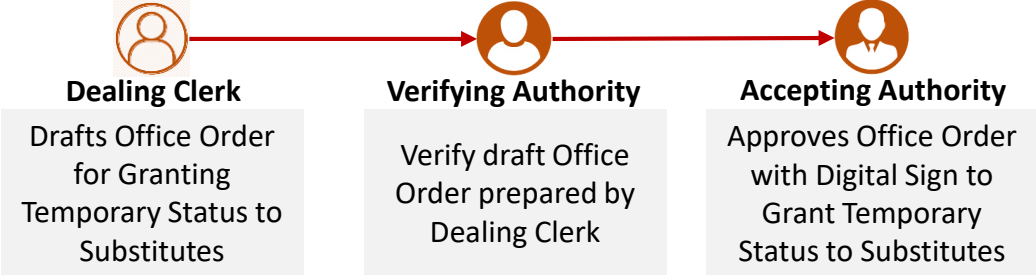 Dealing Clerk
Drafts Office Order
for Granting
Temporary Status to
Substitutes
Verifying Authority
Verify draft Office
Order prepared by
Dealing Clerk
Accepting Authority
Approves Office Order
with Digital Sign to
Grant Temporary
Status to Substitutes